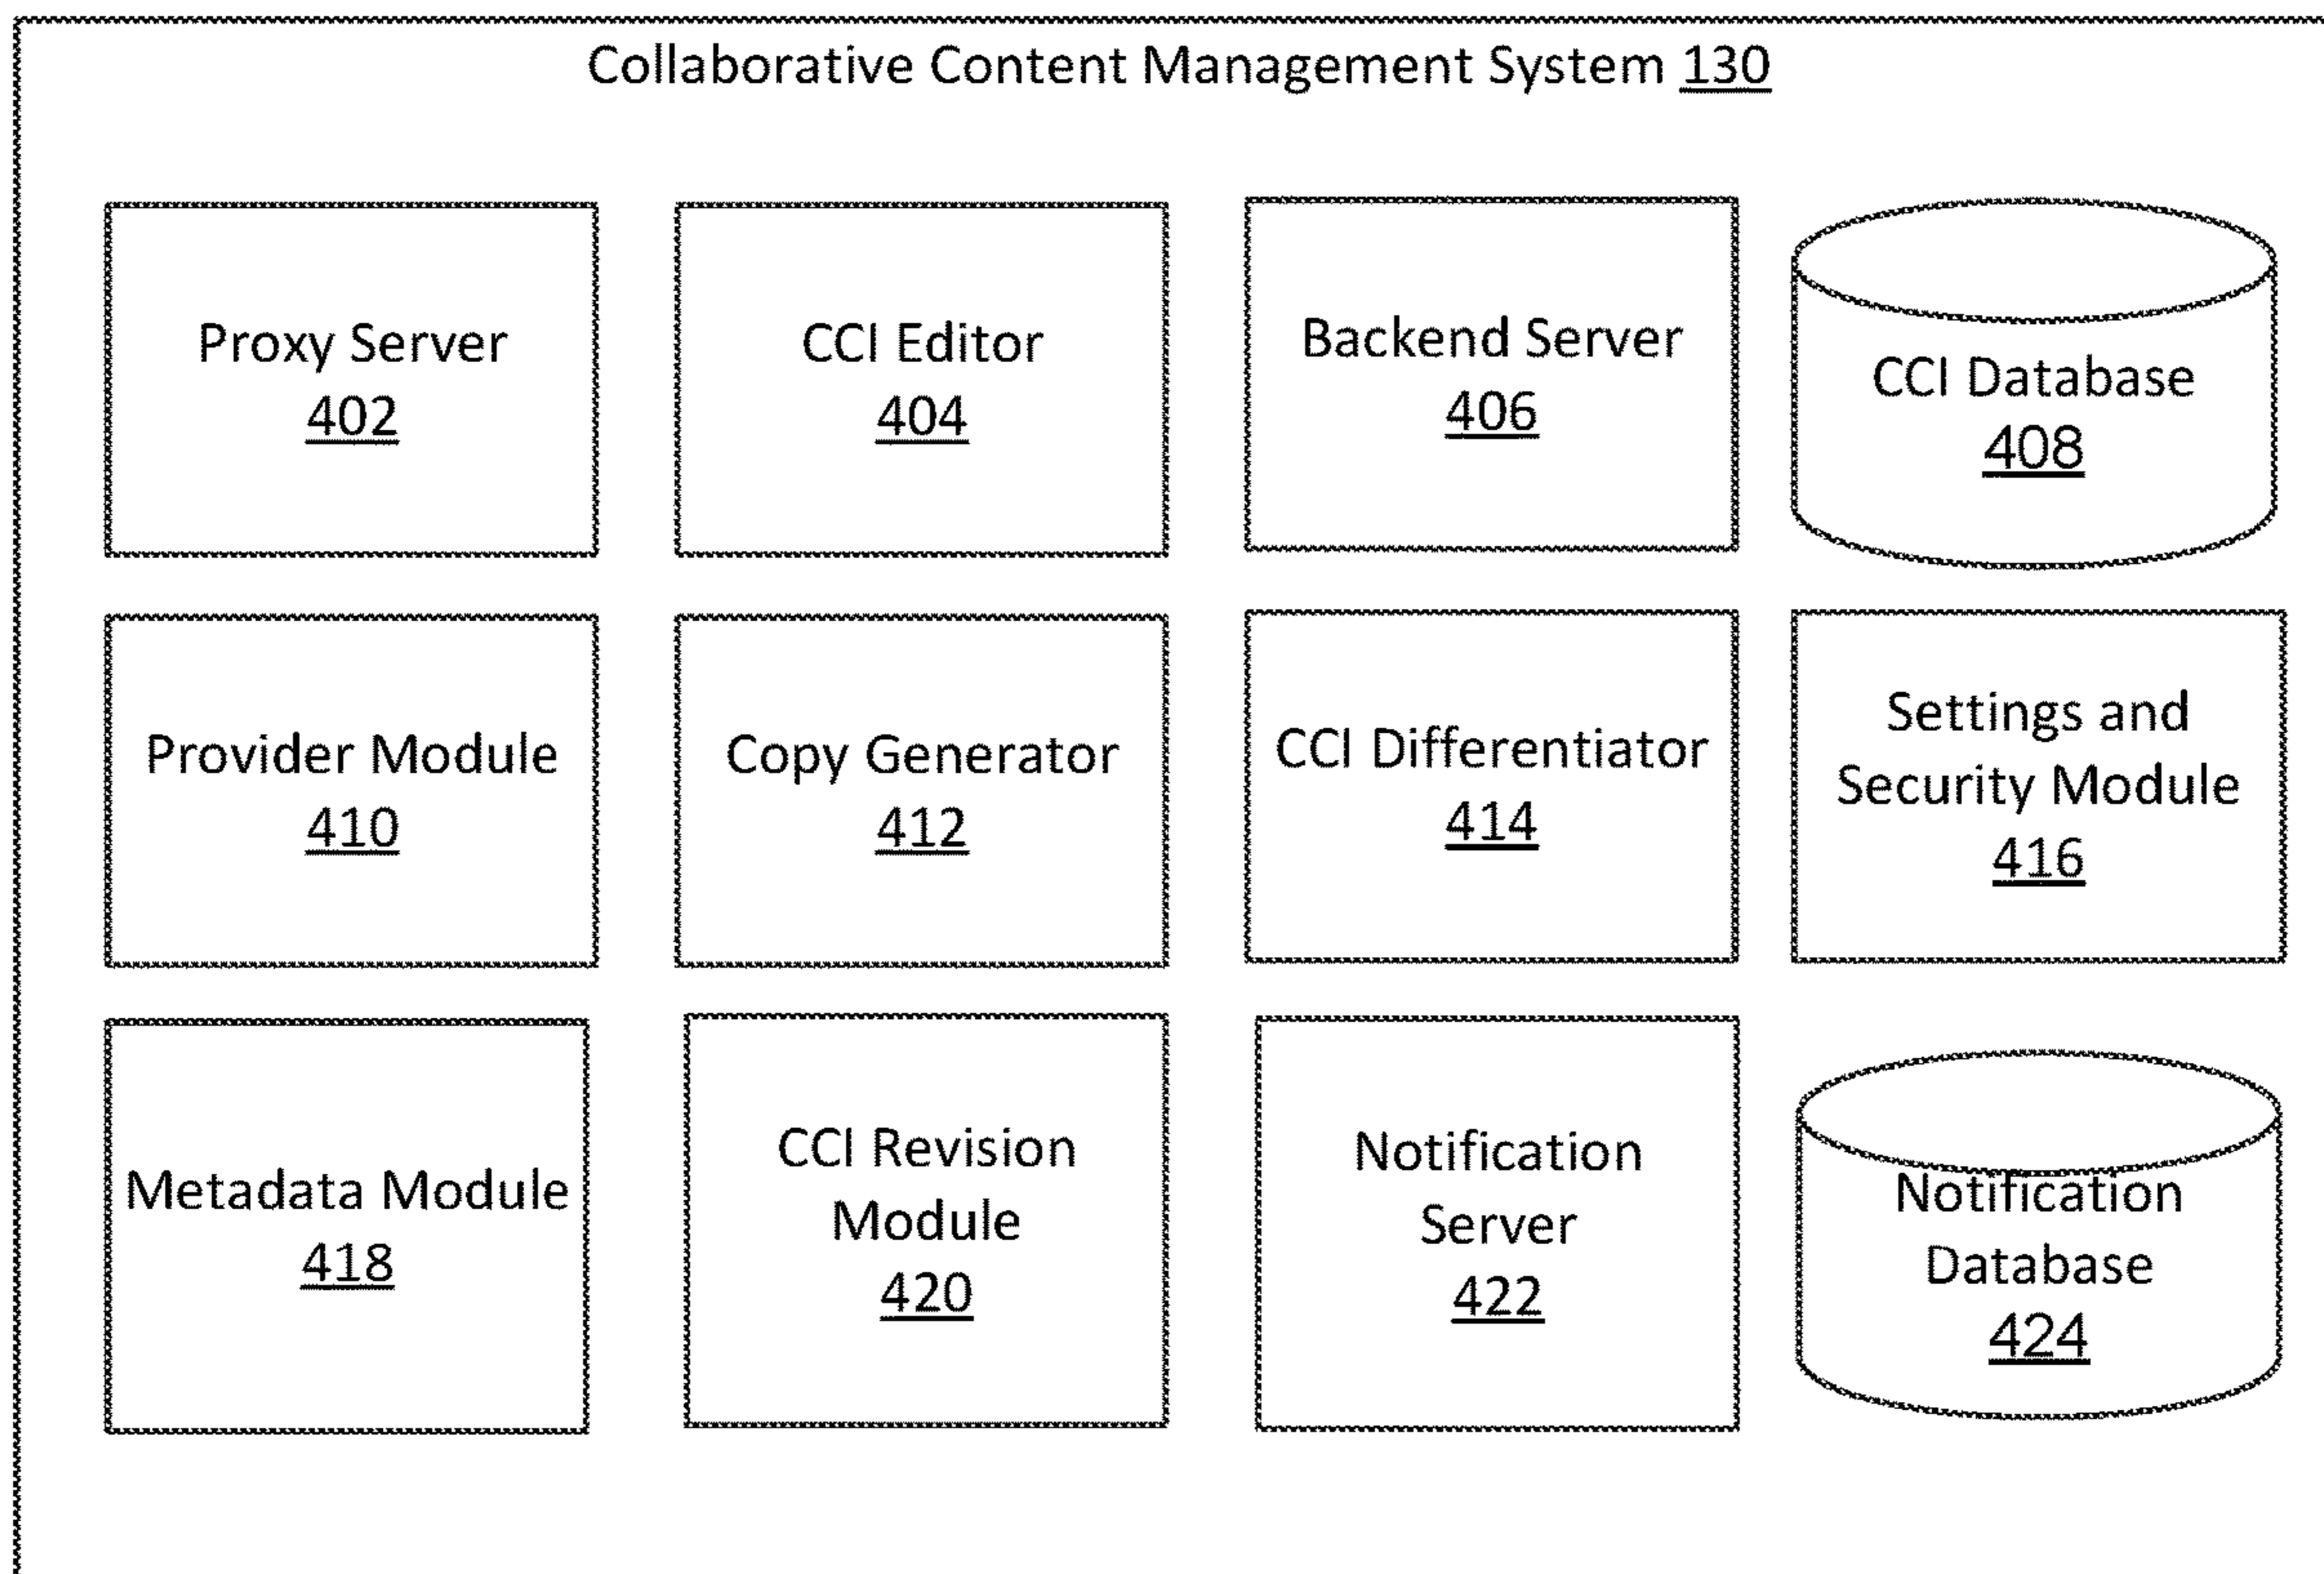 Collaborative Content Management System 130
Proxy Server
402
CCI Editor
404
Backend Server
406
CCI Database
408
Provider Module
410
Copy Generator
412
CCI Differentiator
414
Settings and
Security Module
416
Metadata Module
418
CCI Revision
Module
420
Notification
Server
422
Notification
Database
424